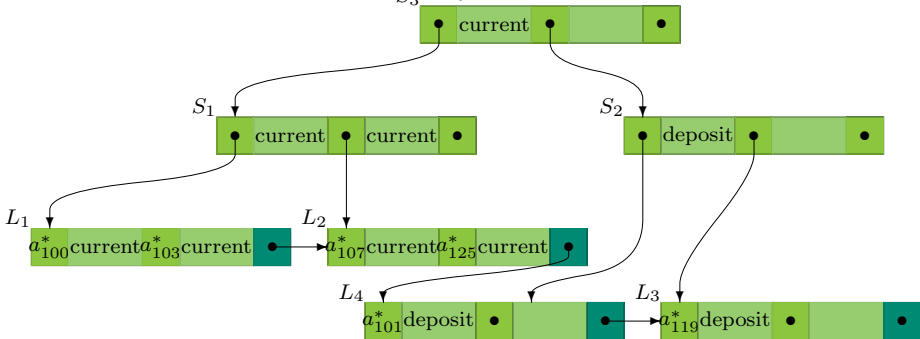 S₃
current
S₁
S₂
current current
deposit
L₁
L₂
a*₁₀₀ current a*₁₀₃ current
a*₁₀₇ current a*₁₂₅ current
L₄
L₃
a*₁₀₁ deposit
a*₁₁₉ deposit